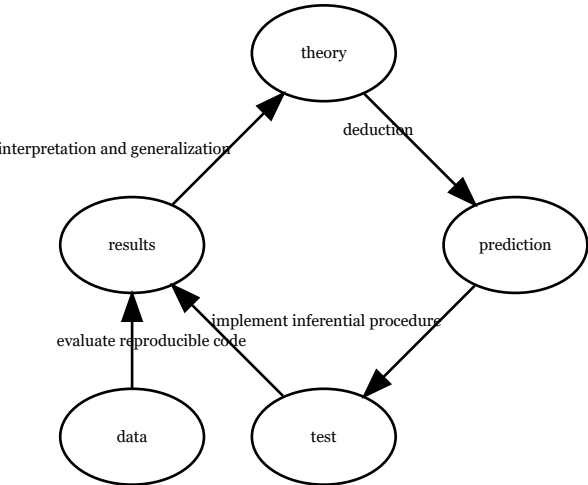 theory
deduction
interpretation and generalization
results
prediction
implement inferential procedure
evaluate reproducible code
data
test